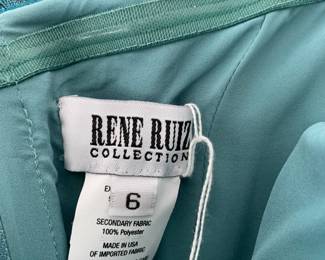 RENE RUIZ
COLLECTION
6
SECONDARY FABRIC
100% Polyester
MADE IN USA
OF IMPORTED FABRIC